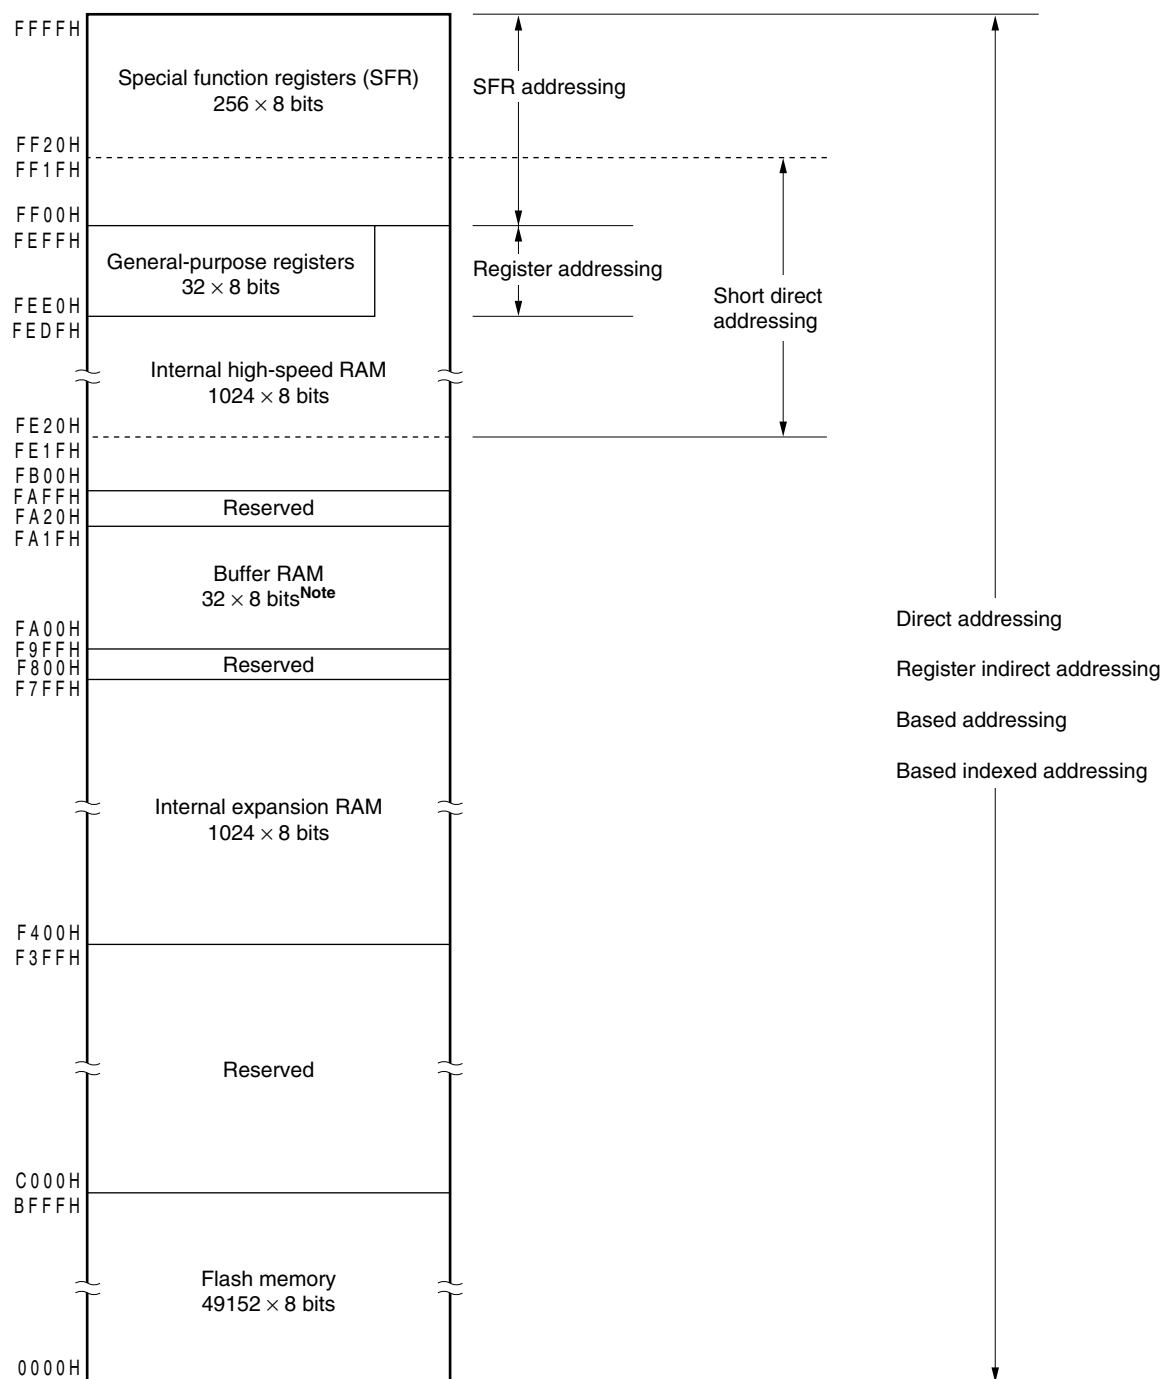 FFFFH
Special function registers (SFR)
256 × 8 bits
SFR addressing
FF20H
FF1FH
FF00H
FEFFH
General-purpose registers
32 × 8 bits
Register addressing
Short direct
addressing
FEE0H
FEDFH
Internal high-speed RAM
1024 × 8 bits
FE20H
FE1FH
FB00H
FAFFH
Reserved
FA20H
FA1FH
Buffer RAM
32 × 8 bitsNote
FA00H
F9FFH
Reserved
F800H
F7FFH
Direct addressing
Register indirect addressing
Based addressing
Based indexed addressing
Internal expansion RAM
1024 × 8 bits
F400H
F3FFH
Reserved
C000H
BFFFH
Flash memory
49152 × 8 bits
0000H